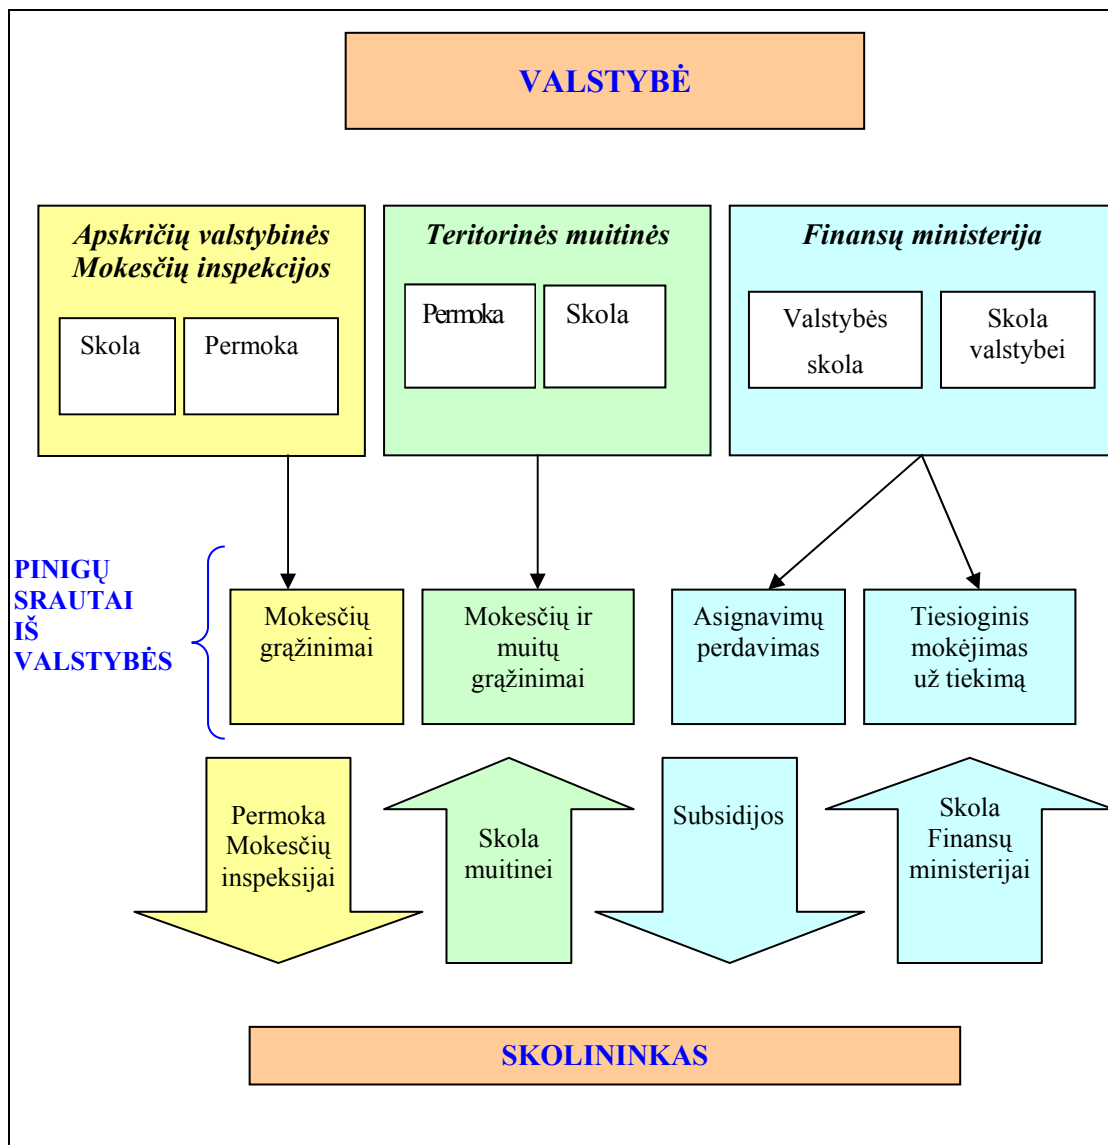 VALSTYBĖ
Apskričių valstybinės
Mokesčių inspekcijos
Skola
Permoka
Teritorinės muitinės
Permoka
Skola
Finansų ministerija
Valstybės
skola
Skola
valstybei
PINIGŲ
SRAUTAI
IŠ
VALSTYBĖS
Mokesčių
grąžinimai
Mokesčių ir
muitų
grąžinimai
Asignavimų
perdavimas
Tiesioginis
mokėjimas
už tiekimą
Permoka
Mokesčių
inspeksijai
Skola
muitinei
Subsidijos
Skola
Finansų
ministerijai
SKOLININKAS